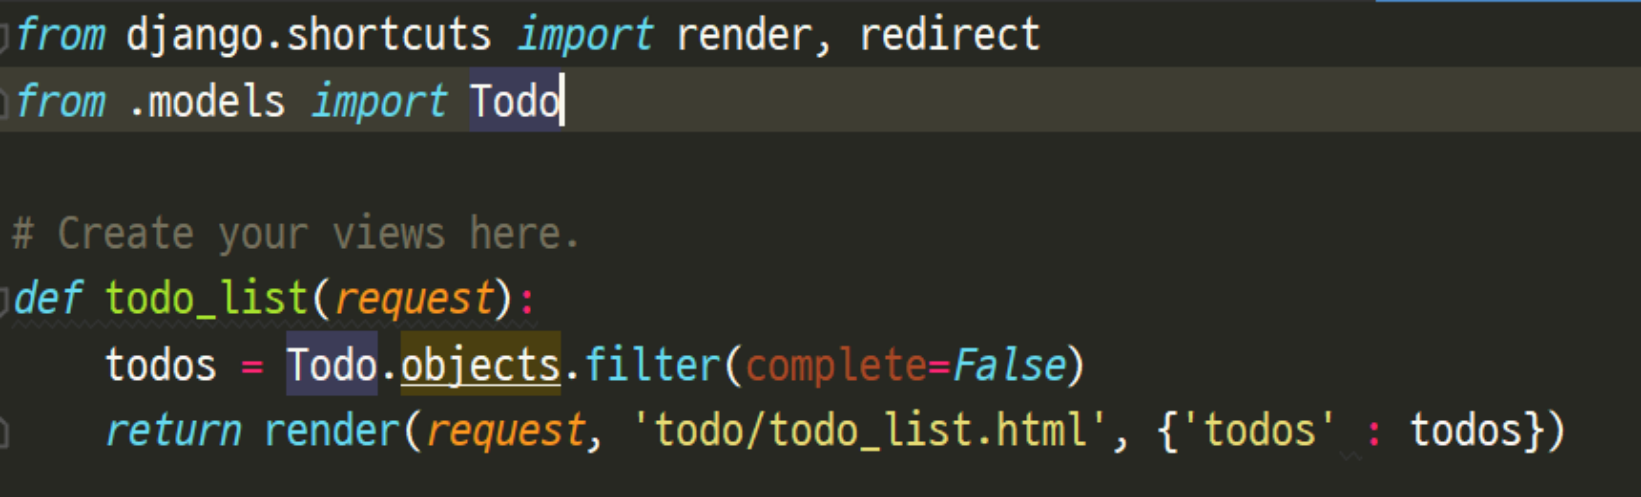 from django.shortcuts import render, redirect
from .models import Todo
# Create your views here.
def todo_list(request):
    todos = Todo.objects.filter(complete=False)
    return render(request, 'todo/todo_list.html', {'todos' : todos})